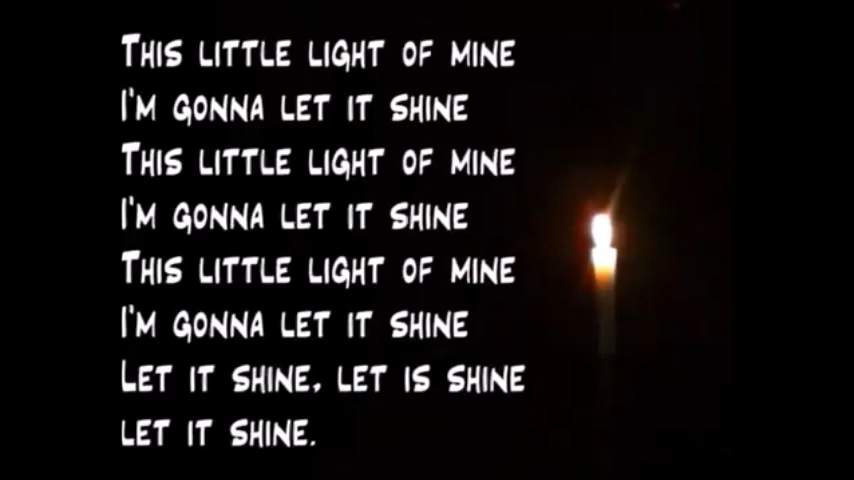 This little light of mine
I'm gonna let it shine
This little light of mine
I'm gonna let it shine
This little light of mine
I'm gonna let it shine
Let it shine, let is shine
let it shine.